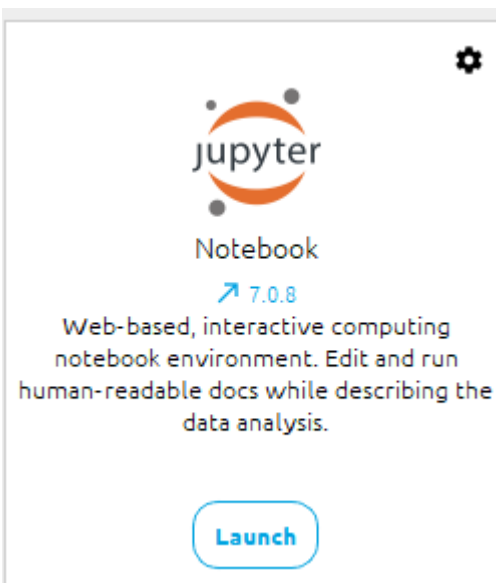 jupyter
Notebook
7.0.8
Web-based, interactive computing
notebook environment. Edit and run
human-readable docs while describing the
data analysis.
Launch